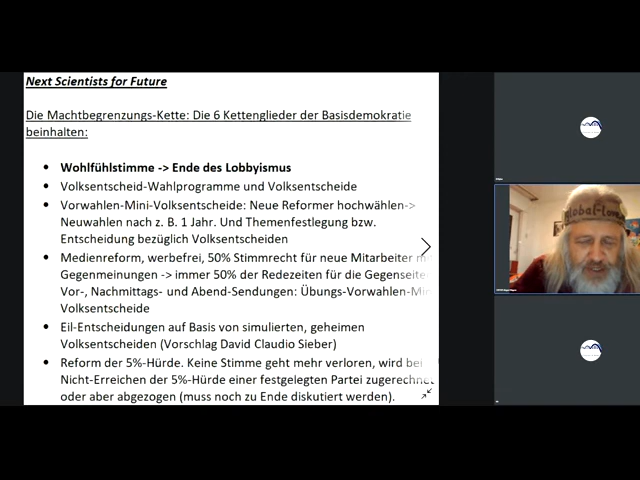 Next Scientists for Future
Die Machtbegrenzungs-Kette: Die 6 Kettenglieder der Basisdemokratie
beinhalten:
• Wohlfühlstimme -> Ende des Lobbyismus
• Volksentscheid-Wahlprogramme und Volksentscheide
• Vorwahlen-Mini-Volksentscheide: Neue Reformer hochwählen->
Neuwahlen nach z. B. 1 Jahr. Und Themenfestlegung bzw.
Entscheidung bezüglich Volksentscheiden
• Medienreform, werbefrei, 50% Stimmrecht für neue Mitarbeiter m
Gegenmeinungen -> immer 50% der Redezeiten für die Gegenseite
Vor-, Nachmittags- und Abend-Sendungen: Übungs-Vorwahlen-Mi
Volksentscheide
• Eil-Entscheidungen auf Basis von simulierten, geheimen
Volksentscheiden (Vorschlag David Claudio Sieber)
• Reform der 5%-Hürde. Keine Stimme geht mehr verloren, wird bei
Nicht-Erreichen der 5%-Hürde einer festgelegten Partei zugerechnet
oder aber abgezogen (muss noch zu Ende diskutiert werden).
global-love